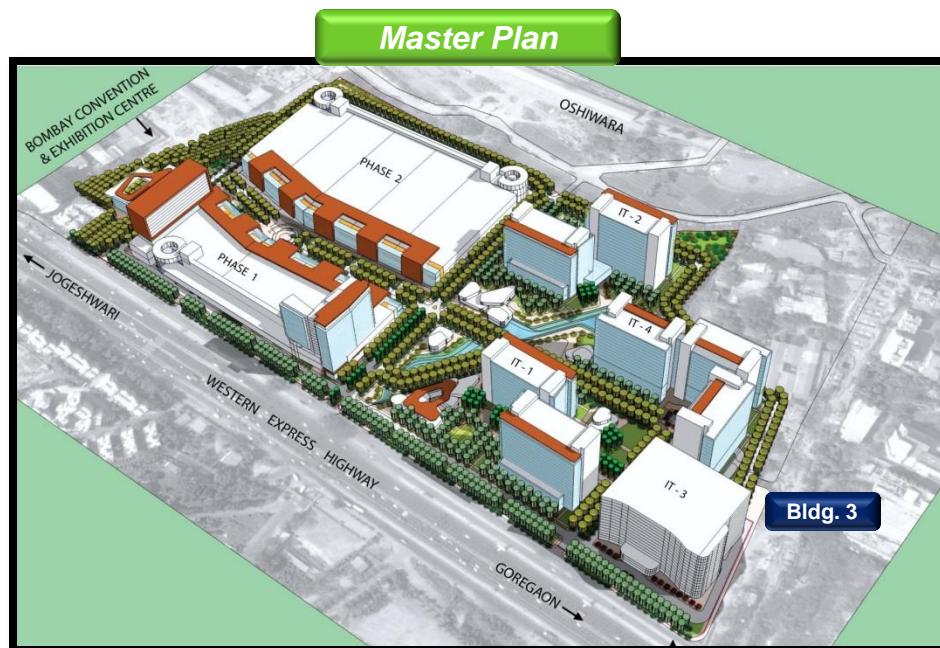 Master Plan
BOMBAY CONVENTION
& EXHIBITION CENTRE
OSHIWARA
PHASE 2
IT - 2
PHASE 1
JOGESHWARI
IT - 4
IT - 1
WESTERN EXPRESS HIGHWAY
IT - 3
Bldg. 3
GOREGAON